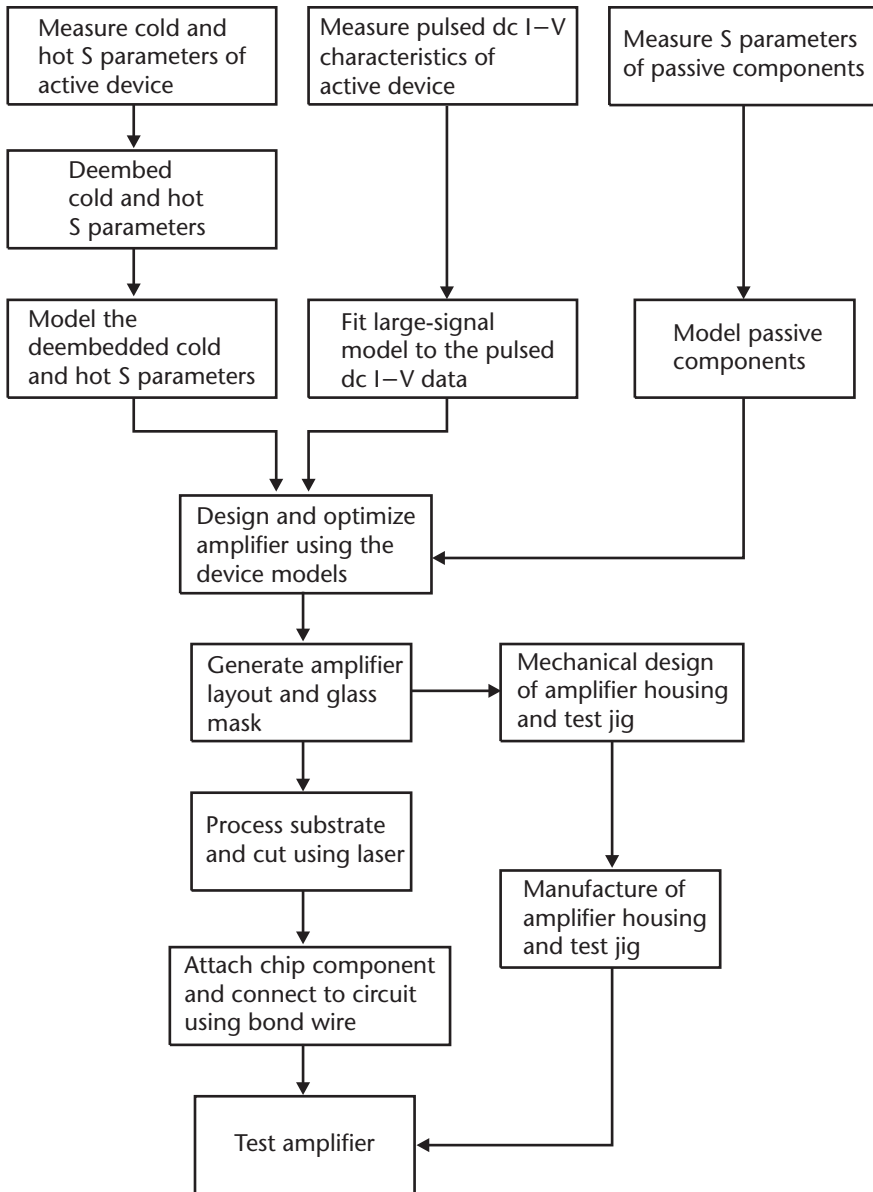 Measure cold and
hot S parameters of
active device
Measure pulsed dc I−V
characteristics of
active device
Measure S parameters
of passive components
Deembed
cold and hot
S parameters
Model the
deembedded cold
and hot S parameters
Fit large-signal
model to the pulsed
dc I−V data
Model passive
components
Design and optimize
amplifier using the
device models
Generate amplifier
layout and glass
mask
Mechanical design
of amplifier housing
and test jig
Process substrate
and cut using laser
Manufacture of
amplifier housing
and test jig
Attach chip component
and connect to circuit
using bond wire
Test amplifier